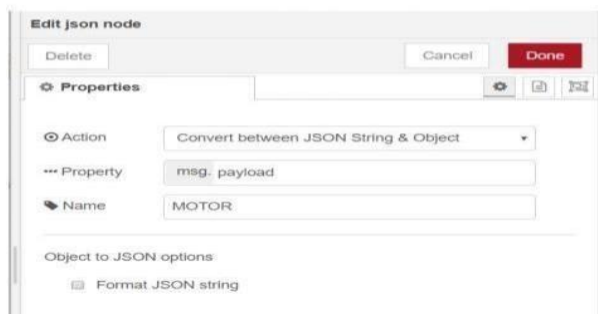 Edit json node
Delete Cancel Done
Properties
Action Convert between JSON String & Object
Property msg. payload
Name MOTOR
Object to JSON options
Format JSON string